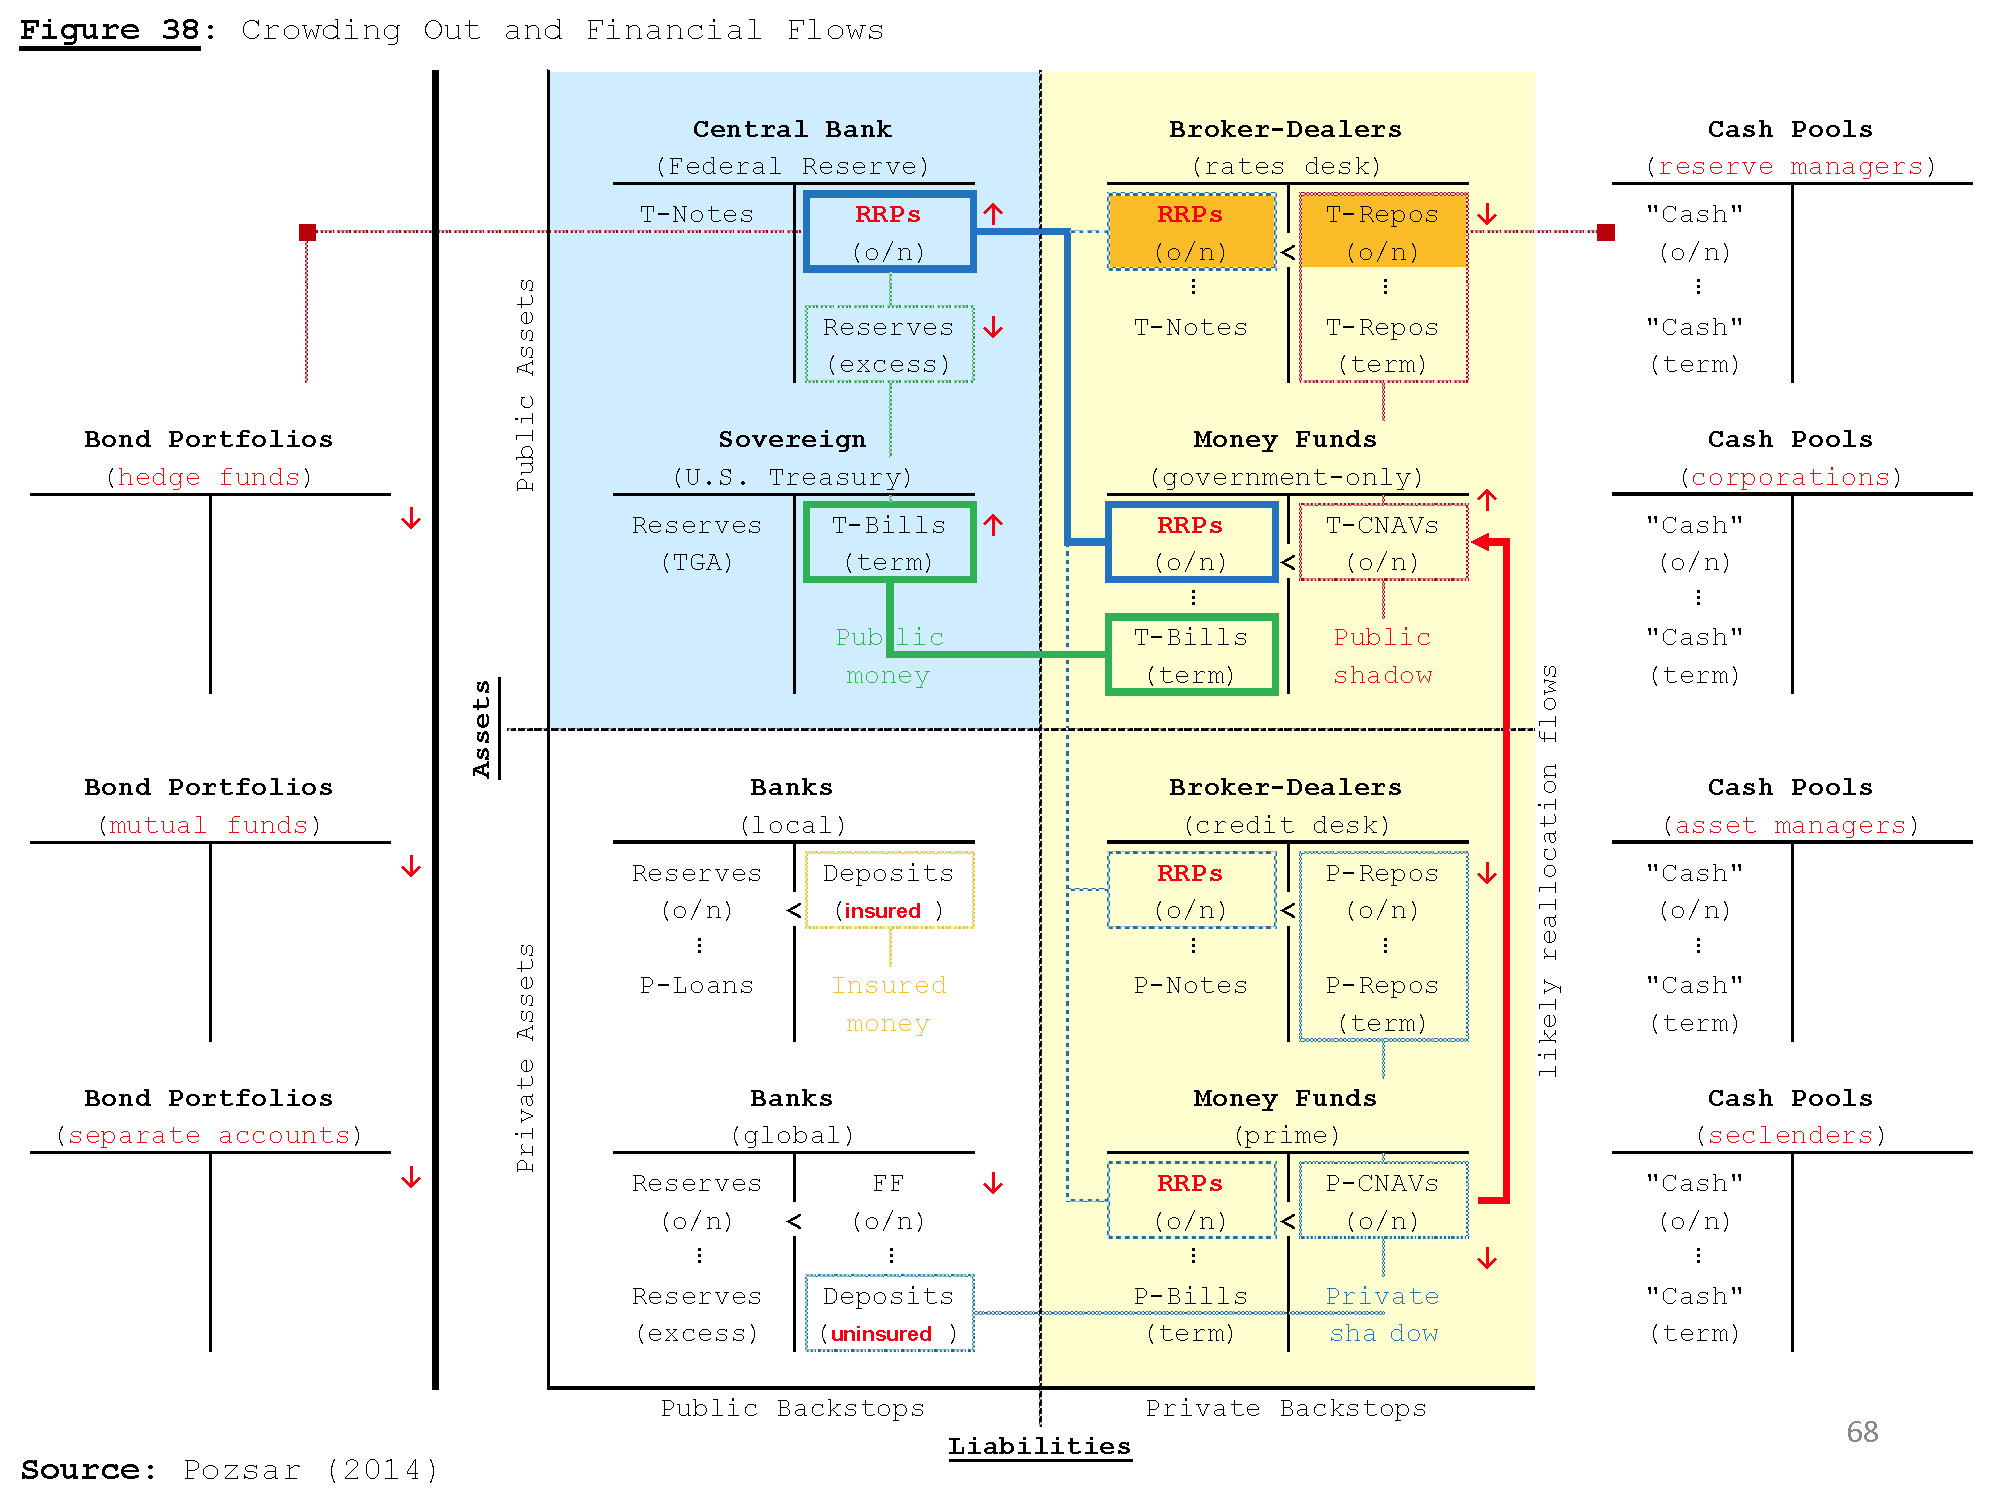 Figure 38: Crowding Out and Financial Flows
Bond Portfolios
(hedge funds)
↓
Bond Portfolios
(mutual funds)
↓
Bond Portfolios
(separate accounts)
↓
Assets
Public Assets
Private Assets
Central Bank
(Federal Reserve)
T-Notes
RRPs
(o/n)
↑
Reserves
(excess)
↓
Sovereign
(U.S. Treasury)
Reserves
(TGA)
T-Bills
(term)
↑
Public
money
Banks
(local)
Reserves
(o/n)
⋮
P-Loans
<
Deposits
(insured )
Insured
money
Banks
(global)
Reserves
(o/n)
⋮
Reserves
(excess)
<
FF
(o/n)
↓
⋮
Deposits
(uninsured )
Broker-Dealers
(rates desk)
RRPs
(o/n)
⋮
T-Notes
<
T-Repos
(o/n)
↓
⋮
T-Repos
(term)
Money Funds
(government-only)
RRPs
(o/n)
⋮
T-Bills
(term)
<
T-CNAVs
(o/n)
↑
Public
shadow
Broker-Dealers
(credit desk)
RRPs
(o/n)
⋮
P-Notes
<
P-Repos
(o/n)
↓
⋮
P-Repos
(term)
Money Funds
(prime)
RRPs
(o/n)
⋮
P-Bills
(term)
<
P-CNAVs
(o/n)
↓
Private
sha dow
likely reallocation flows
Cash Pools
(reserve managers)
"Cash"
(o/n)
⋮
"Cash"
(term)
Cash Pools
(corporations)
"Cash"
(o/n)
⋮
"Cash"
(term)
Cash Pools
(asset managers)
"Cash"
(o/n)
⋮
"Cash"
(term)
Cash Pools
(seclenders)
"Cash"
(o/n)
⋮
"Cash"
(term)
Public Backstops
Private Backstops
Liabilities
68
Source: Pozsar (2014)